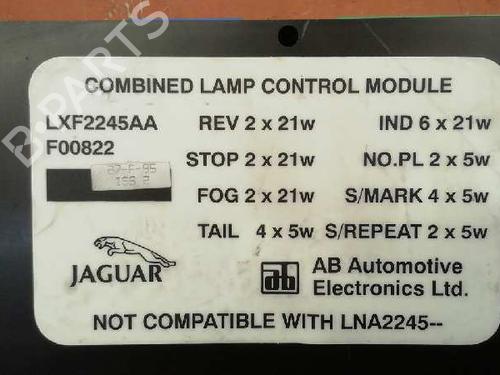 B-PARTS
COMBINED LAMP CONTROL MODULE
LXF2245AA REV 2 x 21w IND 6 x 21w
F00822 STOP 2 x 21w NO.PL 2 x 5w
FOG 2 x 21w S/MARK 4 x 5w
TAIL 4 x 5w S/REPEAT 2 x 5w
JAGUAR
ab AB Automotive
Electronics Ltd.
NOT COMPATIBLE WITH LNA2245--